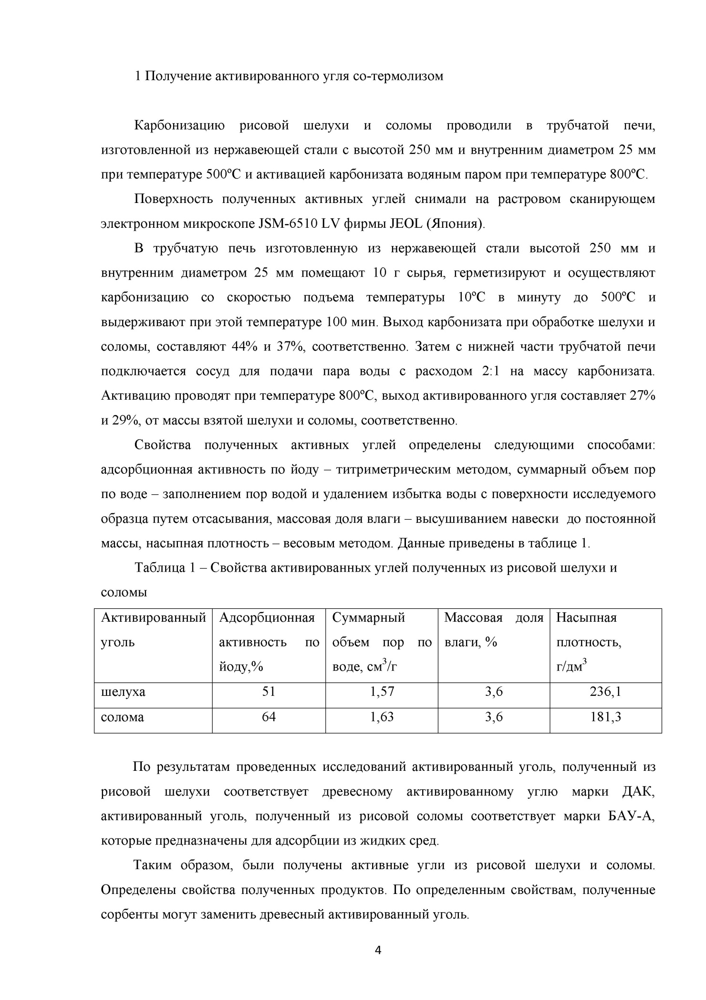 1 Получение активированного угля со-термолизом
Карбонизацию рисовой шелухи и соломы проводили в трубчатой печи,
изготовленной из нержавеющей стали с высотой 250 мм и внутренним диаметром 25 мм
при температуре 500ºС и активацией карбонизата водяным паром при температуре 800ºС.
Поверхность полученных активных углей снимали на растровом сканирующем
электронном микроскопе JSM-6510 LV фирмы JEOL (Япония).
В трубчатую печь изготовленную из нержавеющей стали высотой 250 мм и
внутренним диаметром 25 мм помещают 10 г сырья, герметизируют и осуществляют
карбонизацию со скоростью подъема температуры 10ºС в минуту до 500ºС и
выдерживают при этой температуре 100 мин. Выход карбонизата при обработке шелухи и
соломы, составляют 44% и 37%, соответственно. Затем с нижней части трубчатой печи
подключается сосуд для подачи пара воды с расходом 2:1 на массу карбонизата.
Активацию проводят при температуре 800ºС, выход активированного угля составляет 27%
и 29%, от массы взятой шелухи и соломы, соответственно.
Свойства полученных активных углей определены следующими способами:
адсорбционная активность по йоду – титриметрическим методом, суммарный объем пор
по воде – заполнением пор водой и удалением избытка воды с поверхности исследуемого
образца путем отсасывания, массовая доля влаги – высушиванием навески до постоянной
массы, насыпная плотность – весовым методом. Данные приведены в таблице 1.
Таблица 1 – Свойства активированных углей полученных из рисовой шелухи и
соломы
Активированный Адсорбционная Суммарный Массовая доля Насыпная
уголь активность по объем пор по влаги, % плотность,
йоду,% воде, см³/г г/дм³
шелуха 51 1,57 3,6 236,1
солома 64 1,63 3,6 181,3
По результатам проведенных исследований активированный уголь, полученный из
рисовой шелухи соответствует древесному активированному углю марки ДАК,
активированный уголь, полученный из рисовой соломы соответствует марки БАУ-А,
которые предназначены для адсорбции из жидких сред.
Таким образом, были получены активные угли из рисовой шелухи и соломы.
Определены свойства полученных продуктов. По определенным свойствам, полученные
сорбенты могут заменить древесный активированный уголь.
4